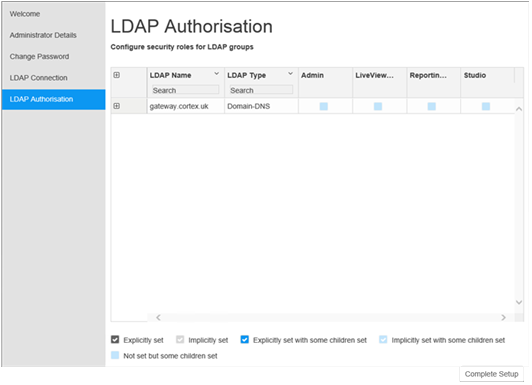 Welcome
Administrator Details
Change Password
LDAP Connection
LDAP Authorisation
LDAP Authorisation
Configure security roles for LDAP groups
LDAP Name LDAP Type Admin LiveView... Reportin... Studio
Search Search
gateway.cortex.uk Domain-DNS
Explicitly set Implicitly set Explicitly set with some children set Implicitly set with some children set
Not set but some children set
Complete Setup